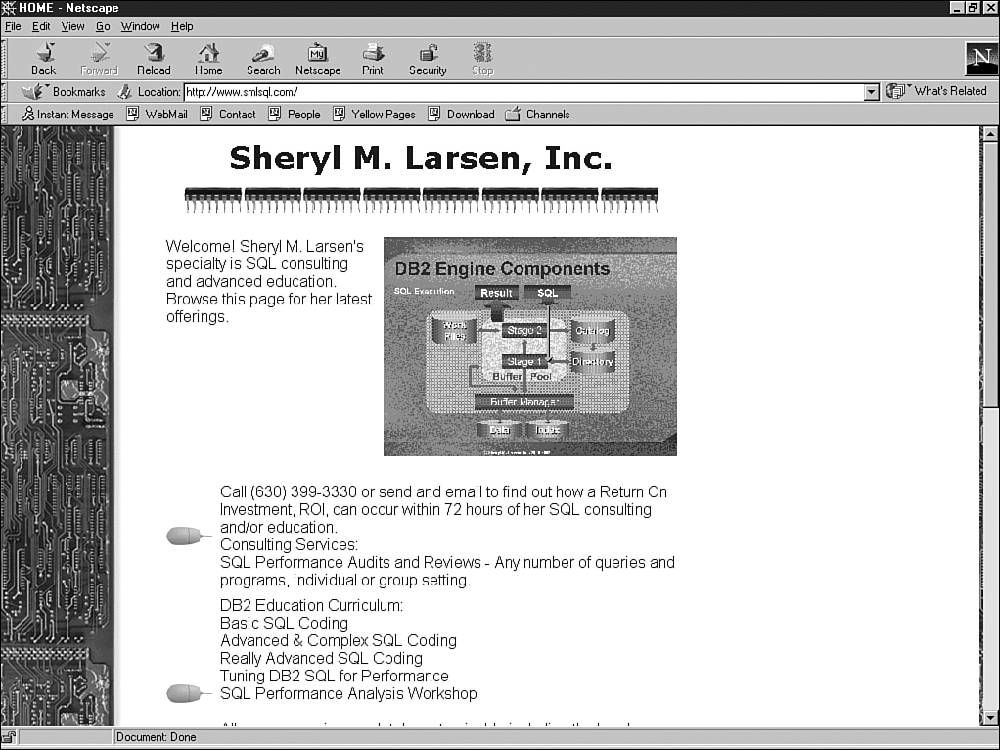 HOME - Netscape
File Edit View Go Window Help
Back Forward Reload Home Search Netscape Print Security Stop
My
N
Bookmarks Location: http://www.smlsql.com/ What's Related
Instant Message WebMail Contact People Yellow Pages Download Channels
Sheryl M. Larsen, Inc.
Welcome! Sheryl M. Larsen's
specialty is SQL consulting
and advanced education.
Browse this page for her latest
offerings.
DB2 Engine Components
SQL Execution
Result SQL
Work
Files
Stage 2
Catalog
Stage 1
Directory
Buffer Pool
Buffer Manager
Data Index
Call (630) 399-3330 or send and email to find out how a Return On
Investment, ROI, can occur within 72 hours of her SQL consulting
and/or education.
Consulting Services:
SQL Performance Audits and Reviews - Any number of queries and
programs, individual or group setting.
DB2 Education Curriculum:
Basic SQL Coding
Advanced & Complex SQL Coding
Really Advanced SQL Coding
Tuning DB2 SQL for Performance
SQL Performance Analysis Workshop
Document: Done